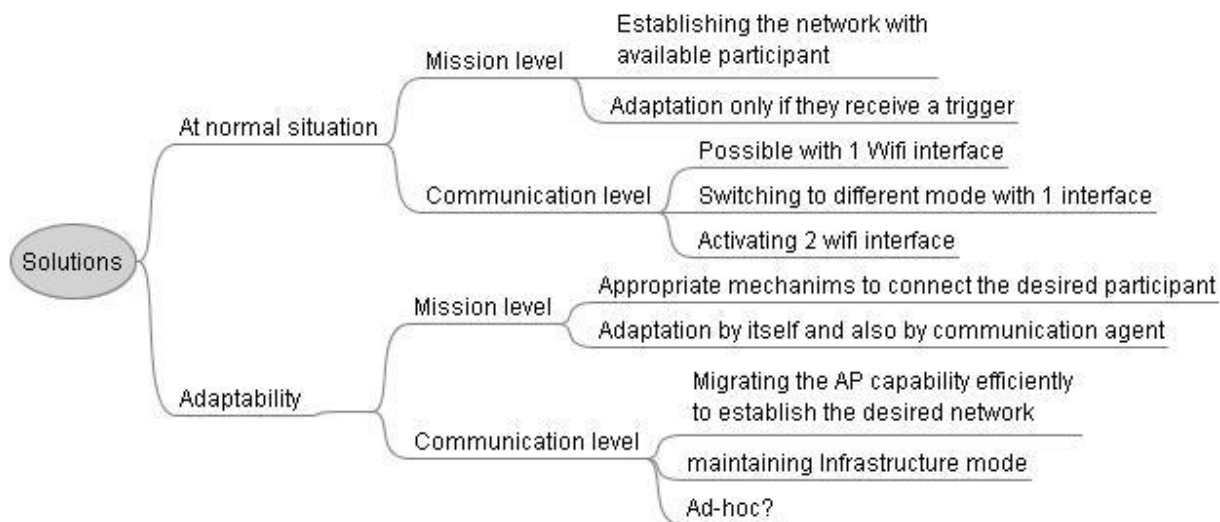 Establishing the network with
available participant
Mission level
Adaptation only if they receive a trigger
At normal situation
Possible with 1 Wifi interface
Communication level
Switching to different mode with 1 interface
Activating 2 wifi interface
Solutions
Appropriate mechanims to connect the desired participant
Mission level
Adaptation by itself and also by communication agent
Adaptability
Migrating the AP capability efficiently
to establish the desired network
Communication level
maintaining Infrastructure mode
Ad-hoc?